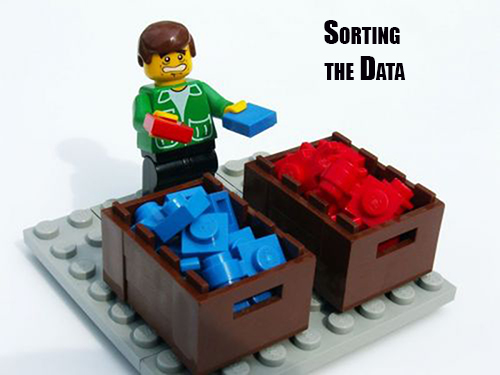 Sorting
the Data